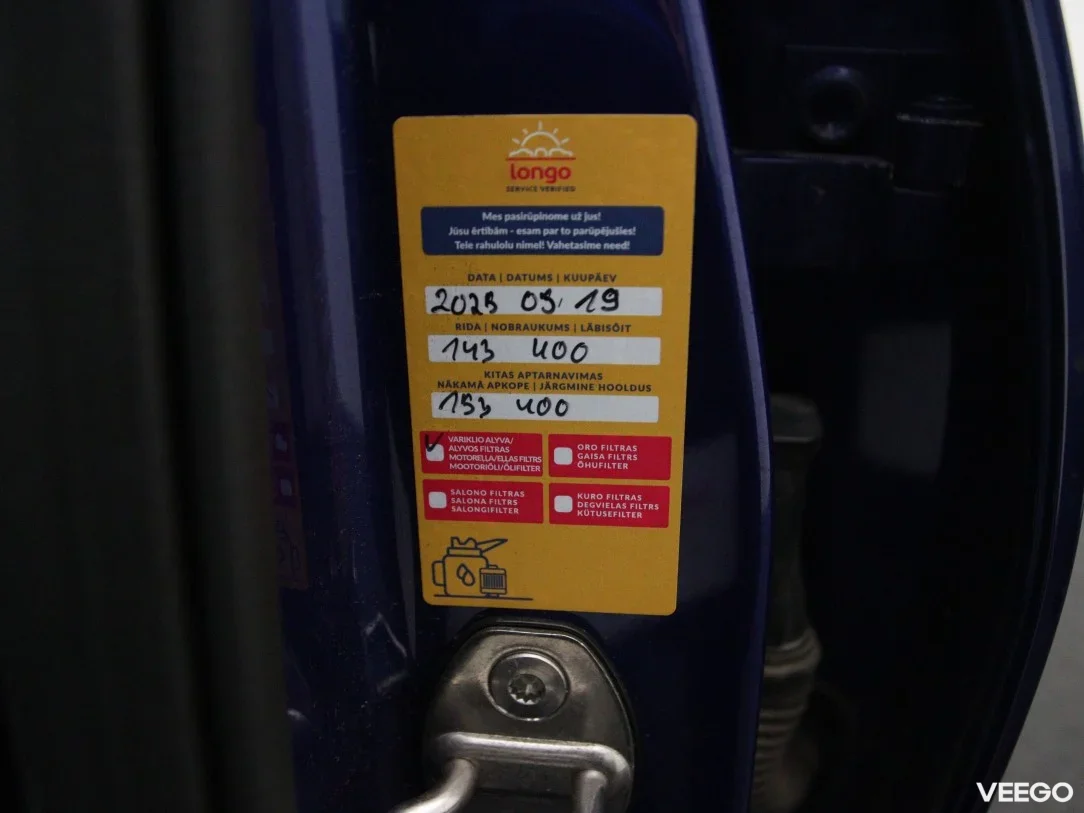 longo
SERVICE VERIFIED
Mes pasirūpinome už jus!
Jūsu ērtībām - esam par to parūpējušies!
Teie rahulolu nimel! Vahetasime need!
DATA | DATUMS | KUUPÄEV
2023 05. 19
RIDA | NOBRAUKUMS | LÄBISÕIT
143 400
KITAS APTARNAVIMAS
NĀKAMĀ APKOPE | JÄRGMINE HOOLDUS
153 400
VARIKLIO ALYVA/
ALYVOS FILTRAS
MOTORELLA/ELLAS FILTRS
MOOTORIÕLI/ÕLIFILTER
ORO FILTRAS
GAISA FILTRS
ÕHUFILTER
SALONO FILTRAS
SALONA FILTRS
SALONGIFILTER
KURO FILTRAS
DEGVIELAS FILTRS
KÜTUSEFILTER
VEEGO